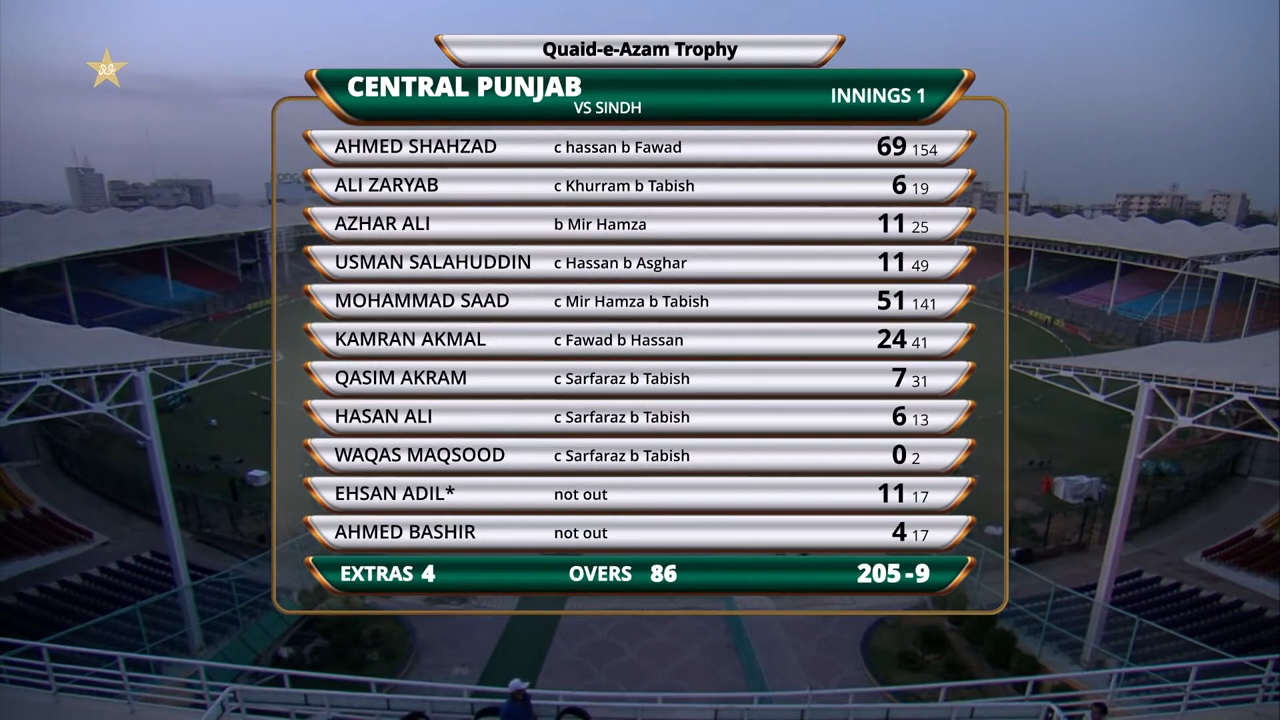 Quaid-e-Azam Trophy
CENTRAL PUNJAB
VS SINDH
INNINGS 1
AHMED SHAHZAD c hassan b Fawad 69 154
ALI ZARYAB c Khurram b Tabish 6 19
AZHAR ALI b Mir Hamza 11 25
USMAN SALAHUDDIN c Hassan b Asghar 11 49
MOHAMMAD SAAD c Mir Hamza b Tabish 51 141
KAMRAN AKMAL c Fawad b Hassan 24 41
QASIM AKRAM c Sarfaraz b Tabish 7 31
HASAN ALI c Sarfaraz b Tabish 6 13
WAQAS MAQSOOD c Sarfaraz b Tabish 0 2
EHSAN ADIL* not out 11 17
AHMED BASHIR not out 4 17
EXTRAS 4 OVERS 86 205-9